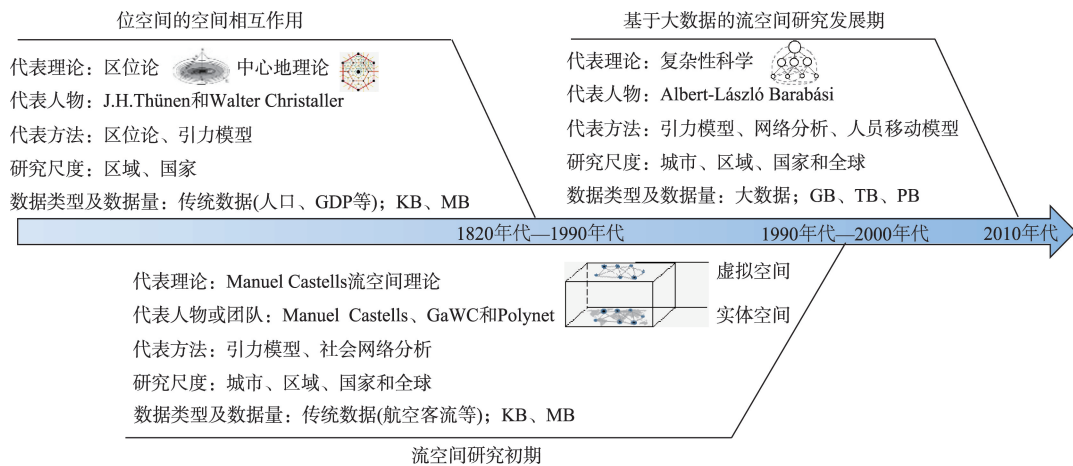 位空间的空间相互作用
代表理论：区位论 中心地理论
代表人物：J.H.Thünen和Walter Christaller
代表方法：区位论、引力模型
研究尺度：区域、国家
数据类型及数据量：传统数据(人口、GDP等)；KB、MB
基于大数据的流空间研究发展期
代表理论：复杂性科学
代表人物：Albert-László Barabási
代表方法：引力模型、网络分析、人员移动模型
研究尺度：城市、区域、国家和全球
数据类型及数据量：大数据；GB、TB、PB
1820年代—1990年代
1990年代—2000年代
2010年代
代表理论：Manuel Castells流空间理论
代表人物或团队：Manuel Castells、GaWC和Polynet
代表方法：引力模型、社会网络分析
研究尺度：城市、区域、国家和全球
数据类型及数据量：传统数据(航空客流等)；KB、MB
虚拟空间
实体空间
流空间研究初期